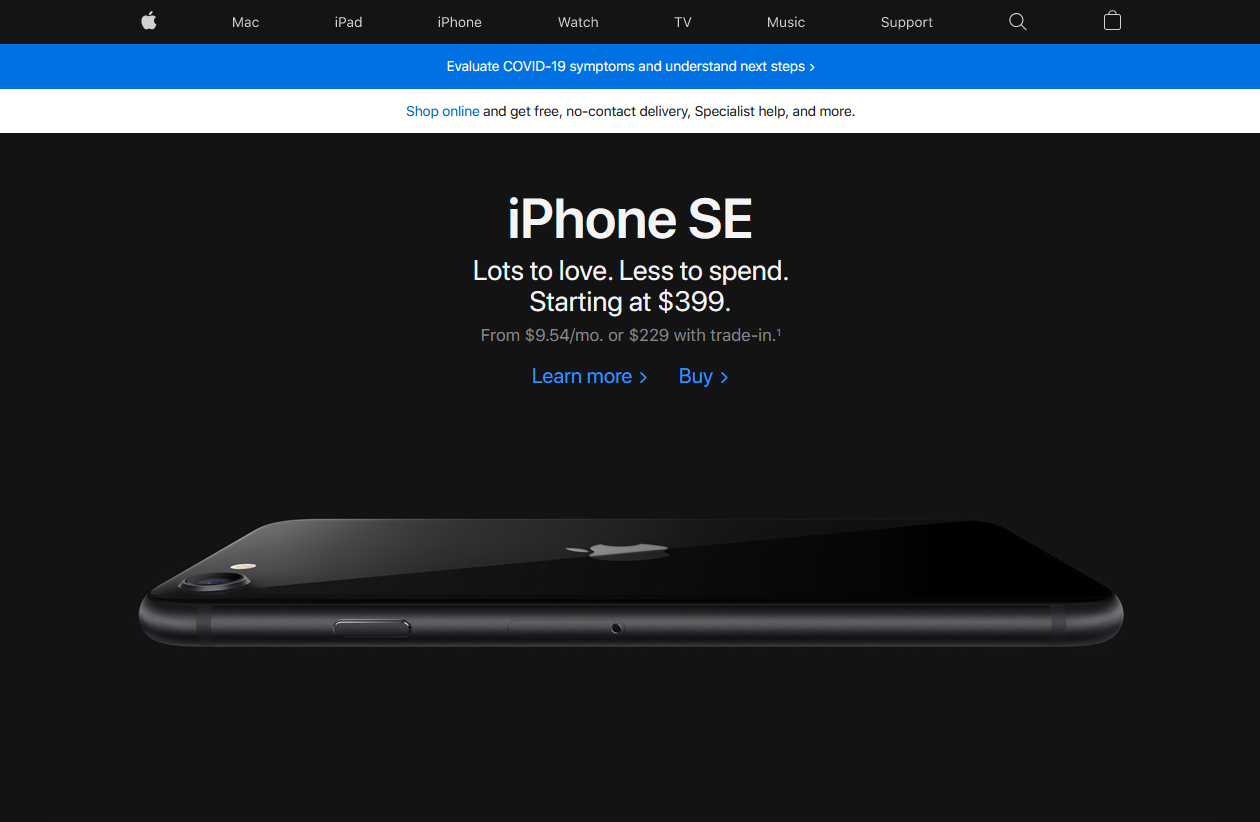 Mac iPad iPhone Watch TV Music Support
Evaluate COVID-19 symptoms and understand next steps >
Shop online and get free, no-contact delivery, Specialist help, and more.
iPhone SE
Lots to love. Less to spend.
Starting at $399.
From $9.54/mo. or $229 with trade-in.¹
Learn more > Buy >